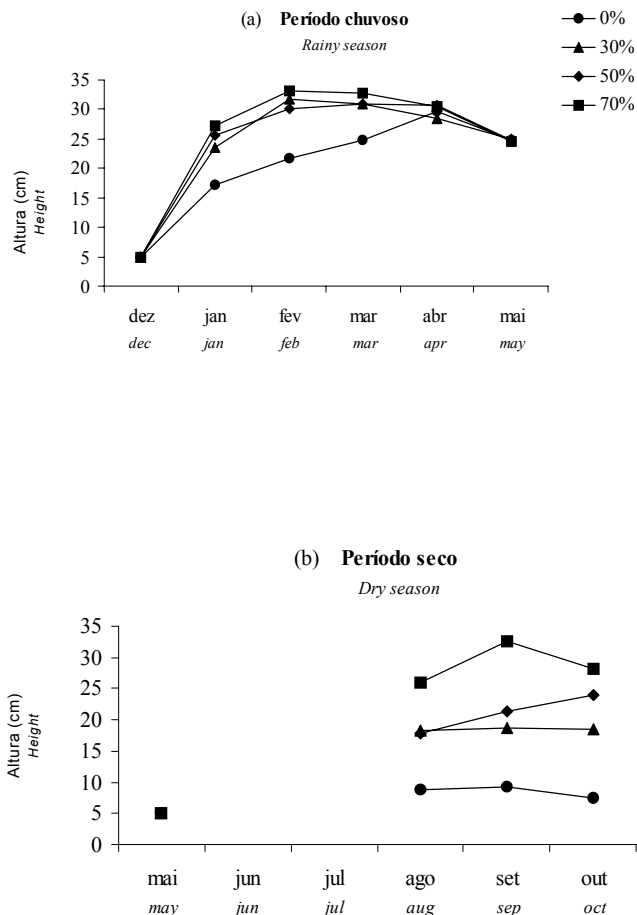 (a) Período chuvoso
Rainy season
0%
30%
50%
70%
Altura (cm)
Height
35
30
25
20
15
10
5
0
dez jan fev mar abr mai
dec jan feb mar apr may
(b) Período seco
Dry season
Altura (cm)
Height
35
30
25
20
15
10
5
0
mai jun jul ago set out
may jun jul aug sep oct